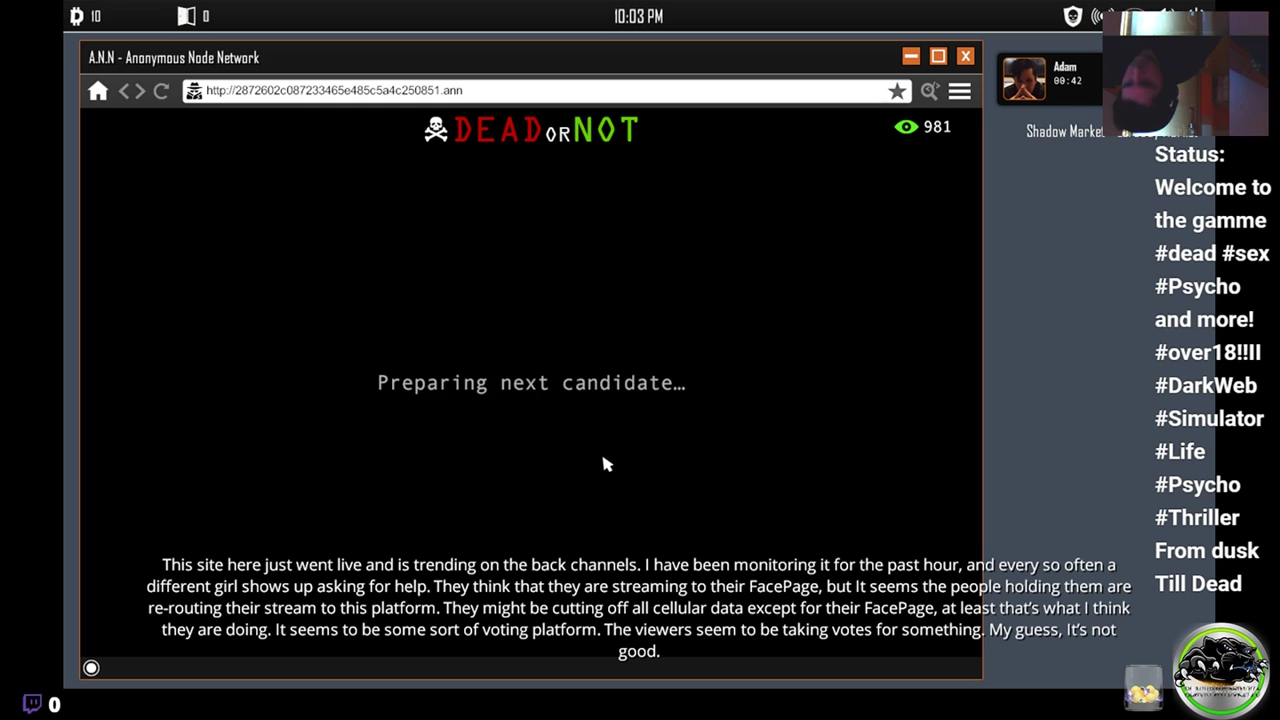 10
0
10:03 PM
A.N.N - Anonymous Node Network
Adam
00:42
http://2872602c087233465e485c5a4c250851.ann
DEAD OR NOT
981
Shadow Market
Status:
Welcome to
the gamme
#dead #sex
#Psycho
and more!
#over18!!II
#DarkWeb
#Simulator
#Life
#Psycho
#Thriller
From dusk
Till Dead
Preparing next candidate…
This site here just went live and is trending on the back channels. I have been monitoring it for the past hour, and every so often a
different girl shows up asking for help. They think that they are streaming to their FacePage, but It seems the people holding them are
re-routing their stream to this platform. They might be cutting off all cellular data except for their FacePage, at least that's what I think
they are doing. It seems to be some sort of voting platform. The viewers seem to be taking votes for something. My guess, It's not
good.
0